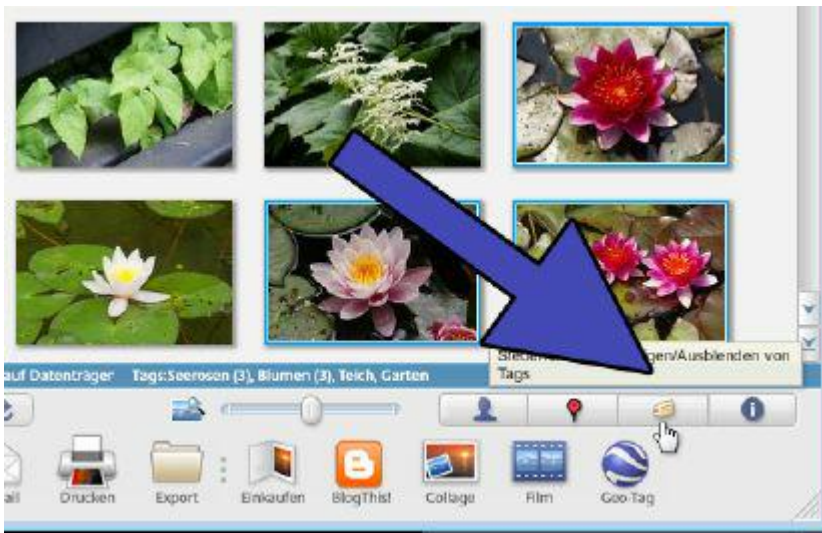 gen/Ausblenden von
Tags
auf Datenträger Tags:Seerosen (3), Blumen (3), Teich, Garten
ail Drucken Export Einkaufen BlogThis! Collage Film Geo-Tag